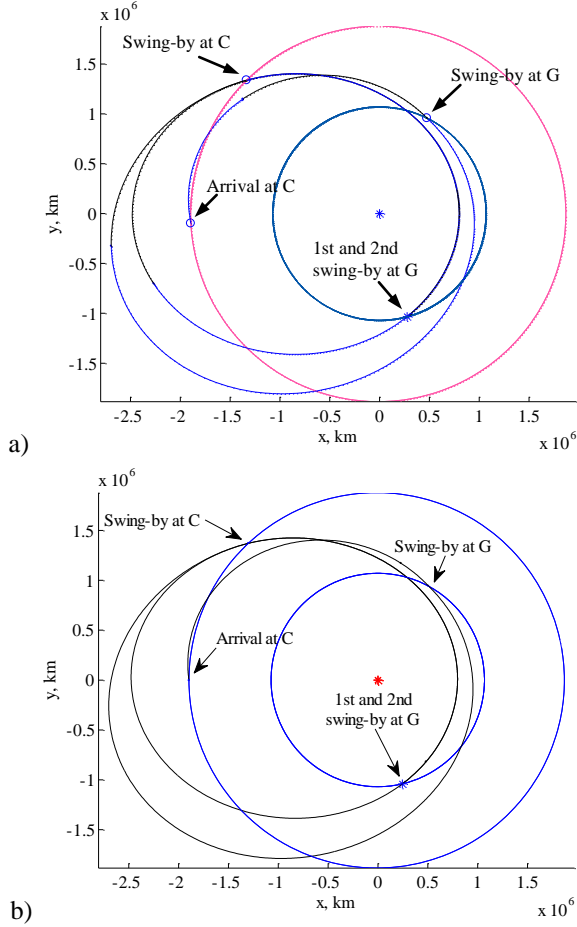 x 10^6
Swing-by at C
Swing-by at G
Arrival at C
1st and 2nd
swing-by at G
y, km
1.5
1
0.5
0
-0.5
-1
-1.5
-2.5 -2 -1.5 -1 -0.5 0 0.5 1 1.5
x, km
x 10^6
a)
x 10^6
Swing-by at C
Swing-by at G
Arrival at C
1st and 2nd
swing-by at G
y, km
1.5
1
0.5
0
-0.5
-1
-1.5
-2.5 -2 -1.5 -1 -0.5 0 0.5 1 1.5
x, km
x 10^6
b)